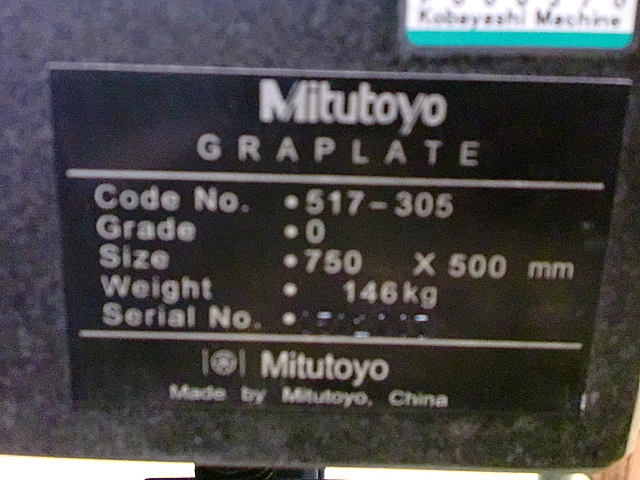 Kobayashi Machine
Mitutoyo
GRAPLATE
Code No. • 517-305
Grade • 0
Size • 750 X 500 mm
Weight • 146kg
Serial No. •
Mitutoyo
Made by Mitutoyo, China